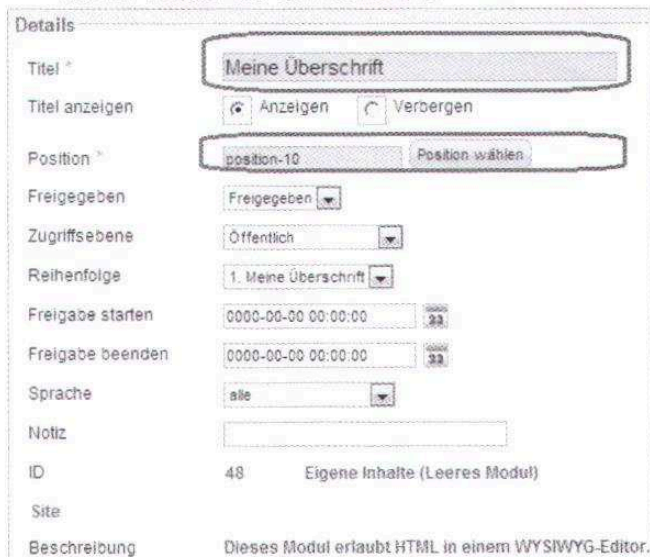 Details
Titel *
Meine Überschrift
Titel anzeigen
Anzeigen
Verbergen
Position *
position-10
Position wählen
Freigegeben
Freigegeben
Zugriffsebene
Öffentlich
Reihenfolge
1. Meine Überschrift
Freigabe starten
0000-00-00 00:00:00
23
Freigabe beenden
0000-00-00 00:00:00
23
Sprache
alle
Notiz
ID
48
Eigene Inhalte (Leeres Modul)
Site
Beschreibung
Dieses Modul erlaubt HTML in einem WYSIWYG-Editor.